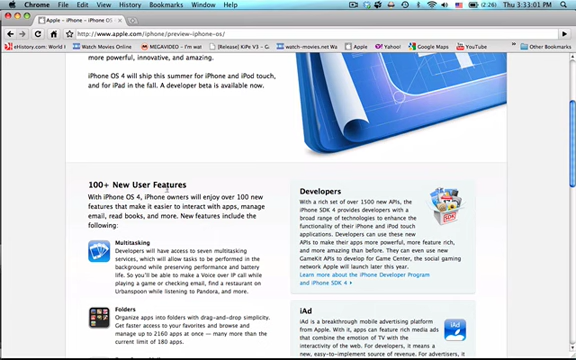 Chrome File Edit View History Bookmarks Window Help (2:26) Thu 3:33:01 PM
Apple - iPhone - iPhone OS
http://www.apple.com/iphone/preview-iphone-os/
eHistory.com: World Watch Movies Online MEGAVIDEO - I'm wat [Release] KiPe V3 - G watch-movies.net Wa Apple Yahoo! Google Maps YouTube Other Bookmarks
more powerful, innovative, and amazing.
iPhone OS 4 will ship this summer for iPhone and iPod touch,
and for iPad in the fall. A developer beta is available now.
100+ New User Features
With iPhone OS 4, iPhone owners will enjoy over 100 new
features that make it easier to interact with apps, manage
email, read books, and more. New features include the
following:
Multitasking
Developers will have access to seven multitasking
services, which will allow tasks to be performed in the
background while preserving performance and battery
life. So you'll be able to make a Voice over IP call while
playing a game or checking email, find a restaurant on
Urbanspoon while listening to Pandora, and more.
Folders
Organize apps into folders with drag-and-drop simplicity.
Get faster access to your favorites and browse and
manage up to 2160 apps at once — many more than the
current limit of 180 apps.
Developers
With a rich set of over 1500 new APIs, the
iPhone SDK 4 provides developers with a
broad range of technologies to enhance the
functionality of their iPhone and iPod touch
applications. Developers can use these new
APIs to make their apps more powerful, more feature rich,
and more amazing than before. They can even use new
GameKit APIs to develop for Game Center, the social gaming
network Apple will launch later this year.
Learn more about the iPhone Developer Program
and iPhone SDK 4
SDK
iAd
iAd is a breakthrough mobile advertising platform
from Apple. With it, apps can feature rich media ads
that combine the emotion of TV with the
interactivity of the web. For developers, it means a
new, easy-to-implement source of revenue. For advertisers, it
iAd